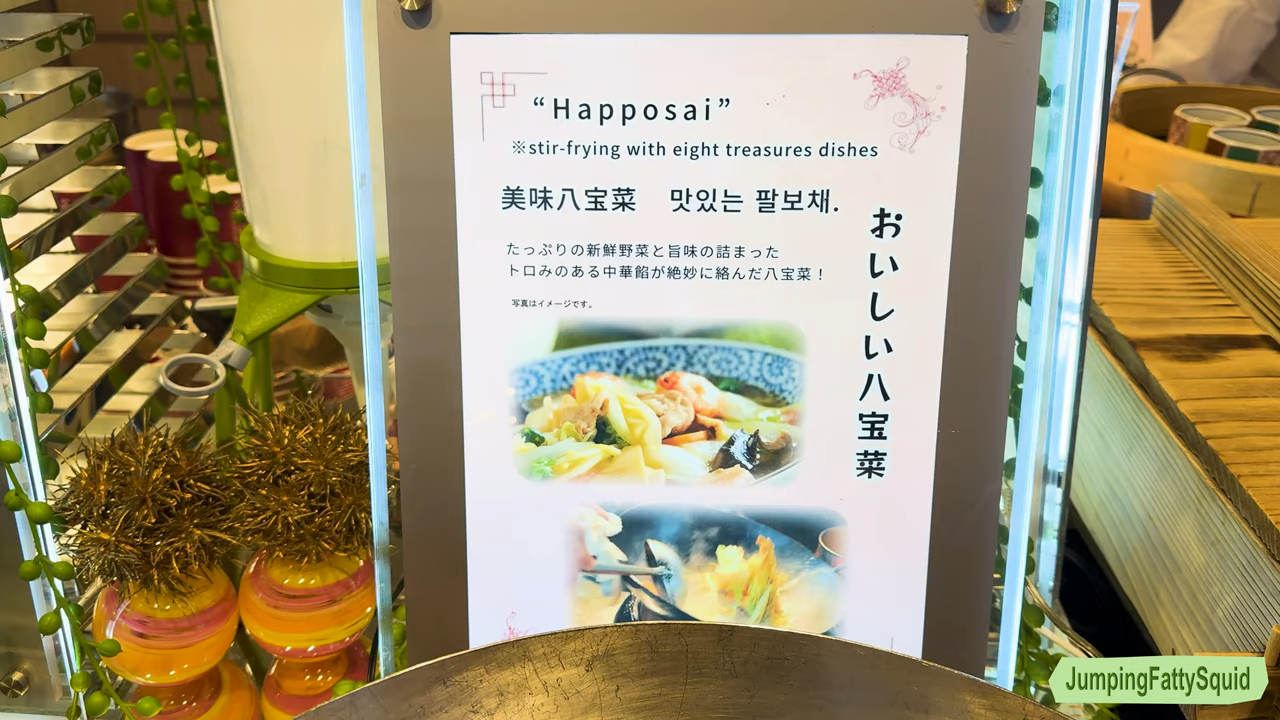 “Happosai”
※stir-frying with eight treasures dishes
美味八宝菜　맛있는 팔보채.
たっぷりの新鮮野菜と旨味の詰まった
トロみのある中華餡が絶妙に絡んだ八宝菜！
写真はイメージです。
おいしい八宝菜
JumpingFattySquid